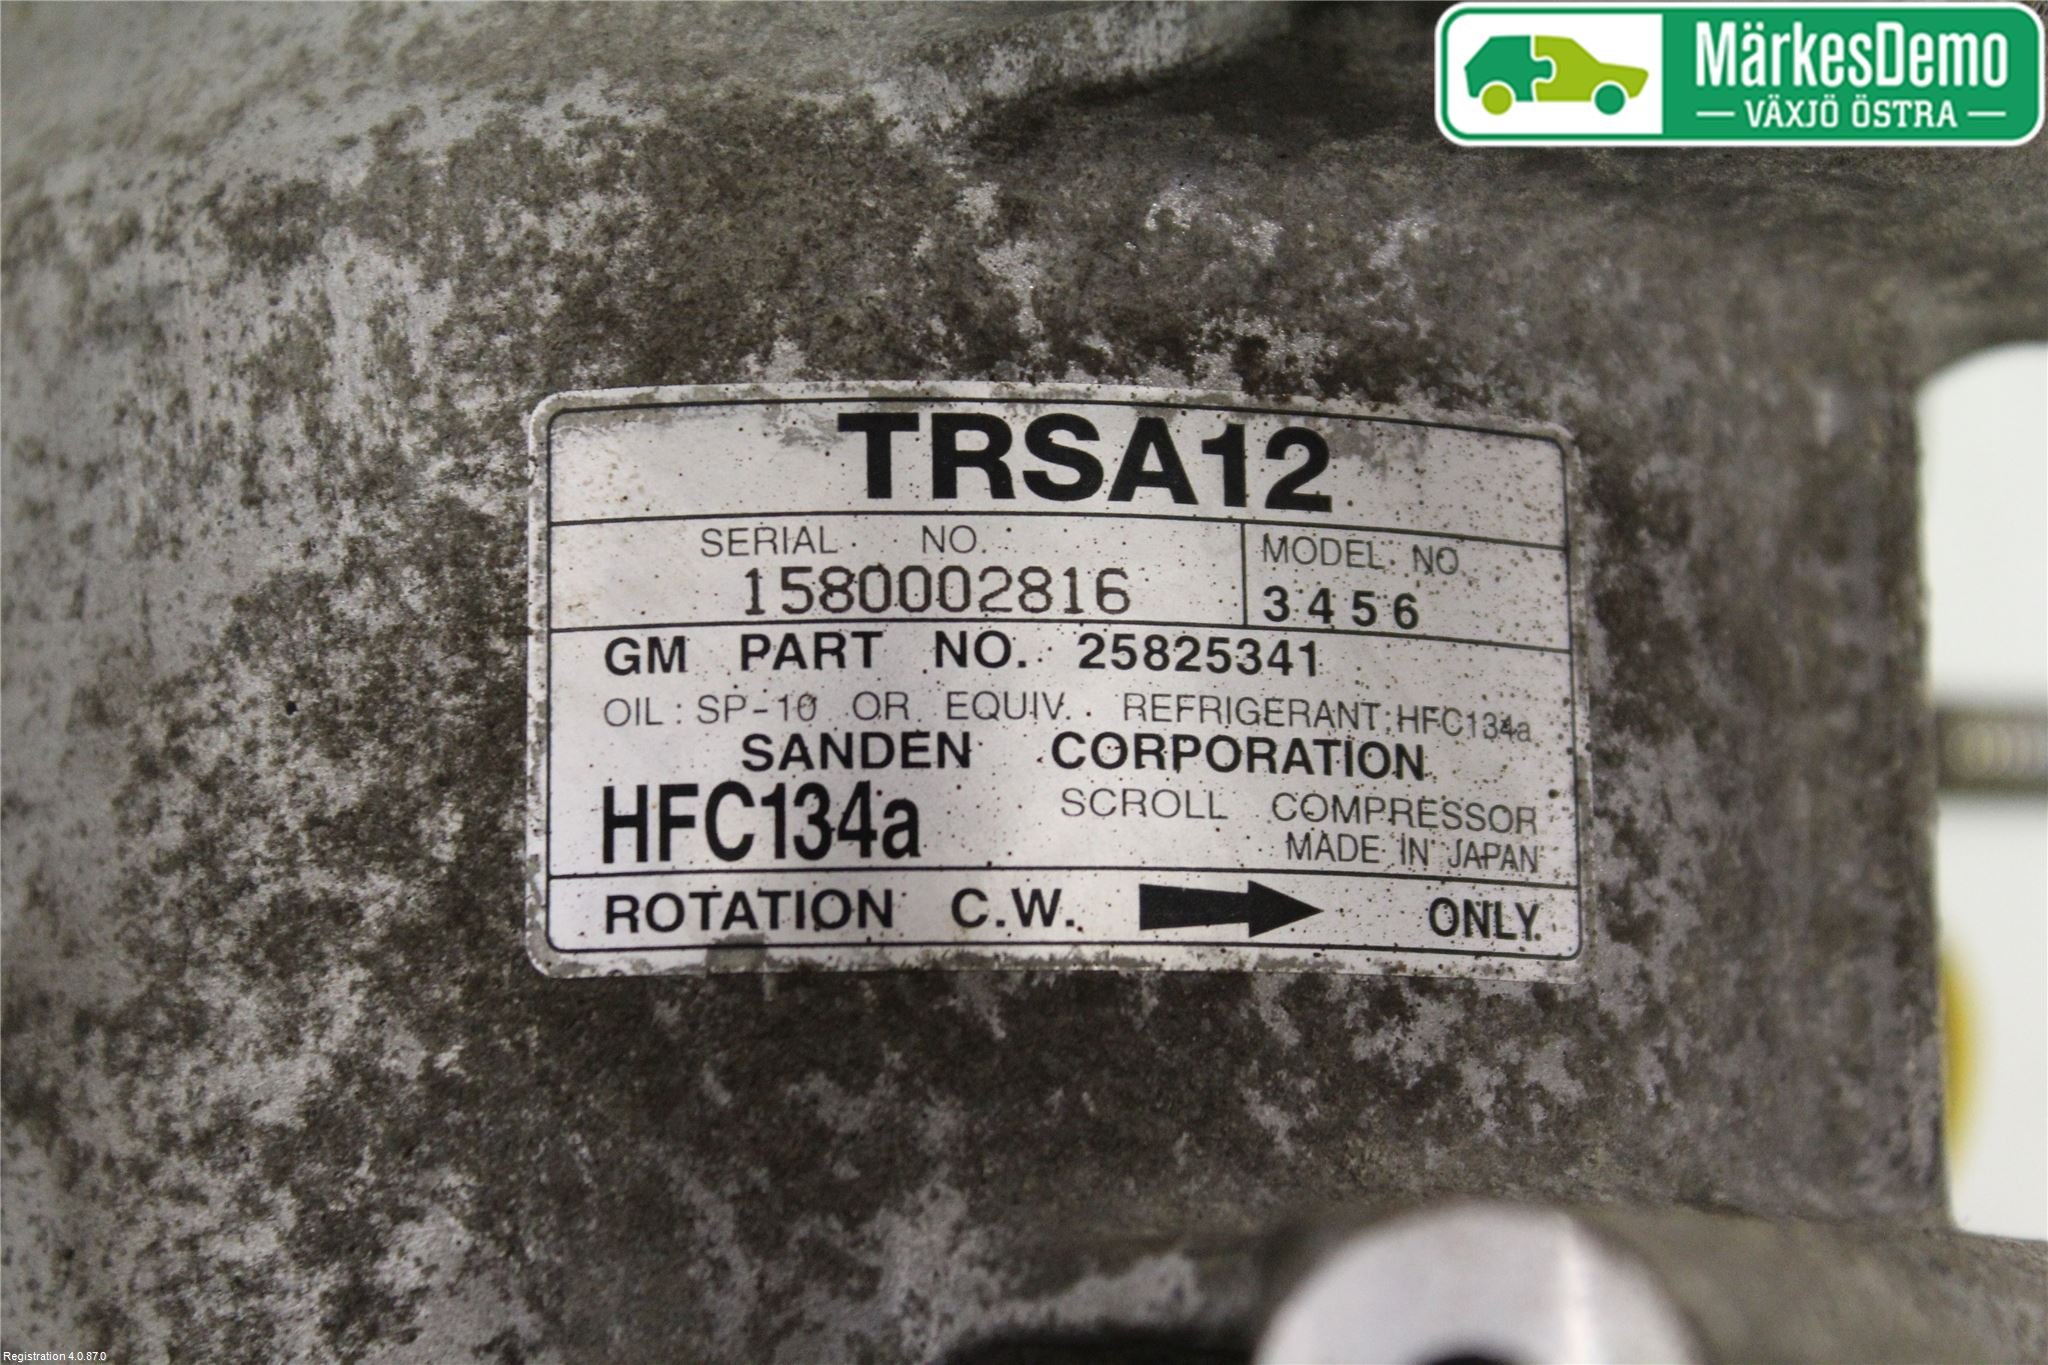 MärkesDemo
VÄXJÖ ÖSTRA
TRSA12
SERIAL NO.
1580002816
MODEL NO
3456
GM PART NO. 25825341
OIL: SP-10 OR EQUIV. REFRIGERANT:HFC134a
SANDEN CORPORATION
HFC134a
SCROLL COMPRESSOR
MADE IN JAPAN
ROTATION C.W. ONLY.
Registration 4.0.87.0